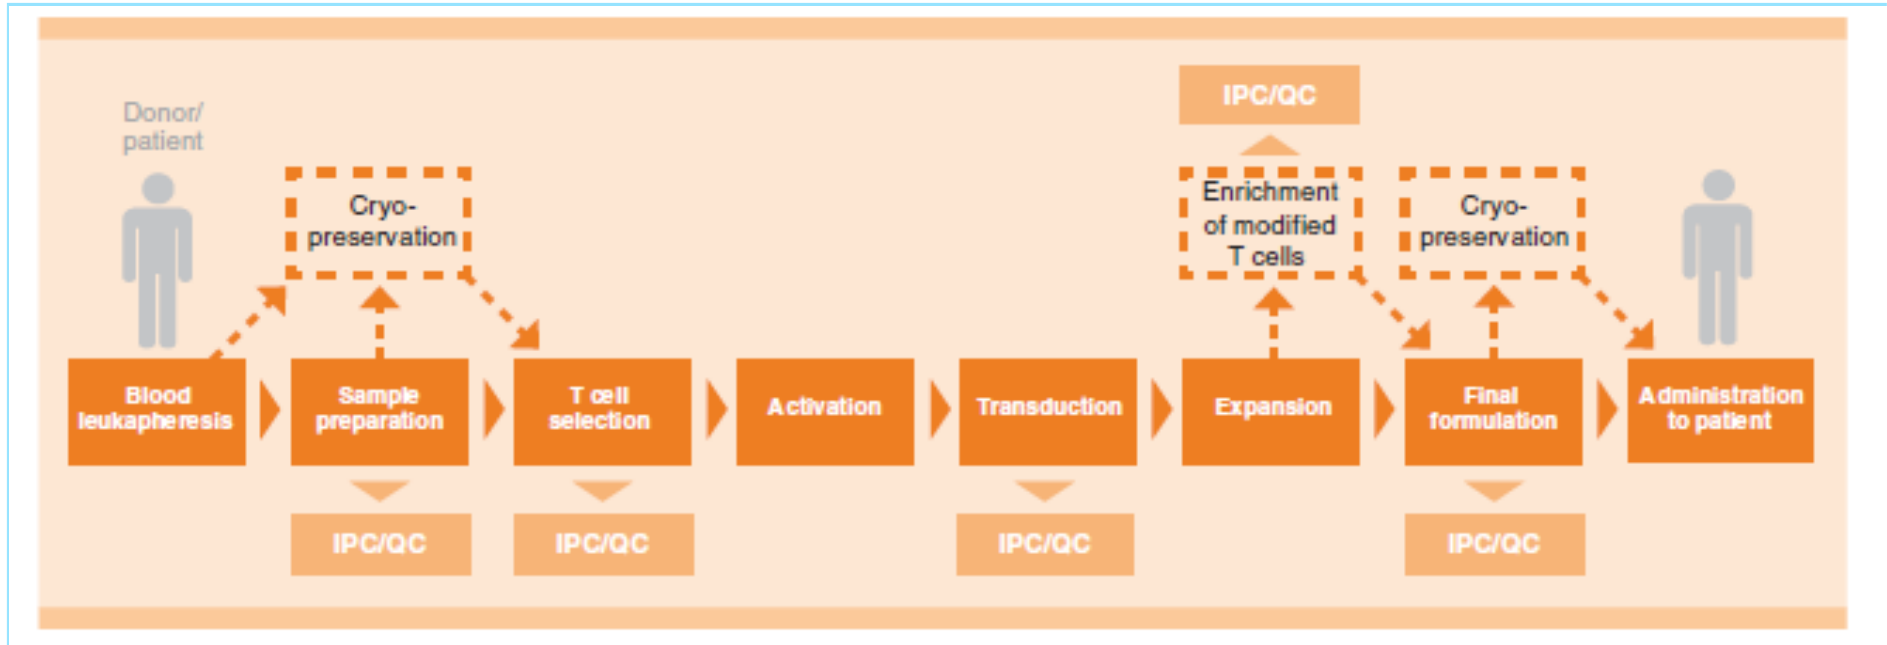 Donor/
patient
IPC/QC
Cryo-
preservation
Enrichment
of modified
T cells
Cryo-
preservation
Blood
leukapheresis
Sample
preparation
T cell
selection
Activation
Transduction
Expansion
Final
formulation
Administration
to patient
IPC/QC
IPC/QC
IPC/QC
IPC/QC